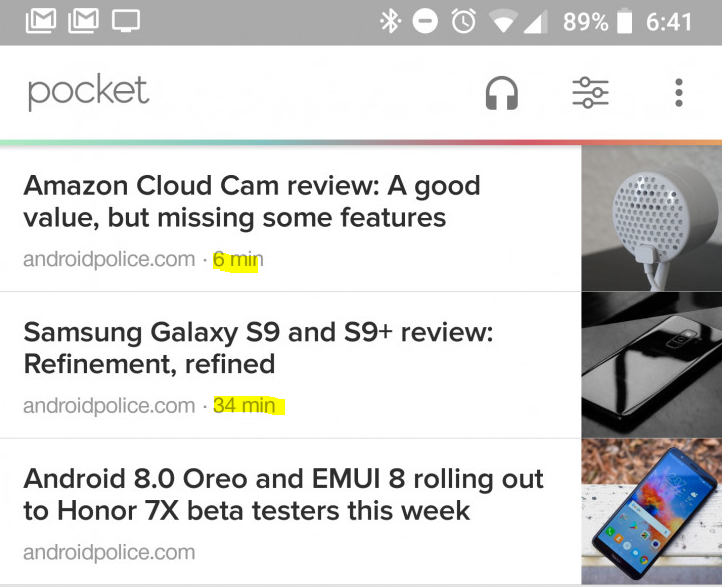 89% 6:41
pocket
Amazon Cloud Cam review: A good
value, but missing some features
androidpolice.com · 6 min
Samsung Galaxy S9 and S9+ review:
Refinement, refined
androidpolice.com · 34 min
Android 8.0 Oreo and EMUI 8 rolling out
to Honor 7X beta testers this week
androidpolice.com